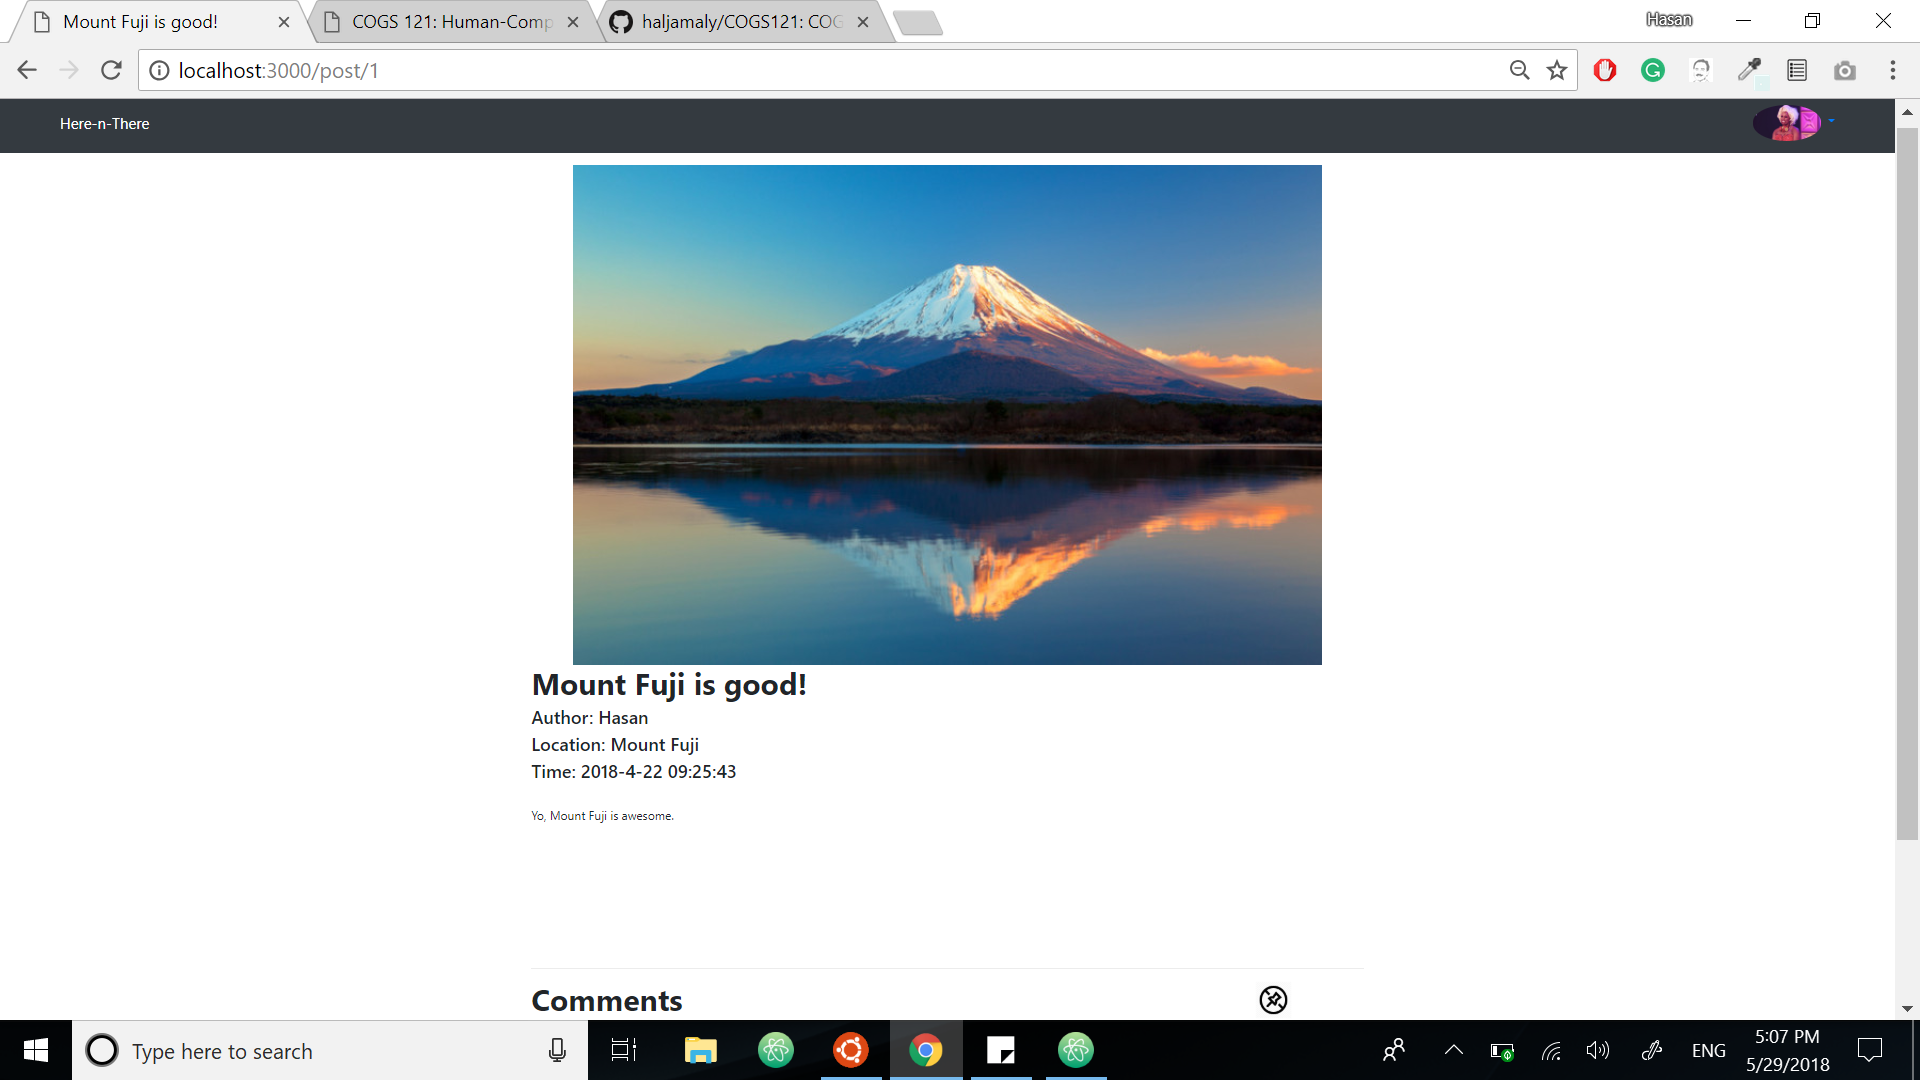 Mount Fuji is good!
COGS 121: Human-Comp
haljamaly/COGS121: COG
Hasan
localhost:3000/post/1
Here-n-There
Mount Fuji is good!
Author: Hasan
Location: Mount Fuji
Time: 2018-4-22 09:25:43
Yo, Mount Fuji is awesome.
Comments
Type here to search
ENG
5:07 PM
5/29/2018